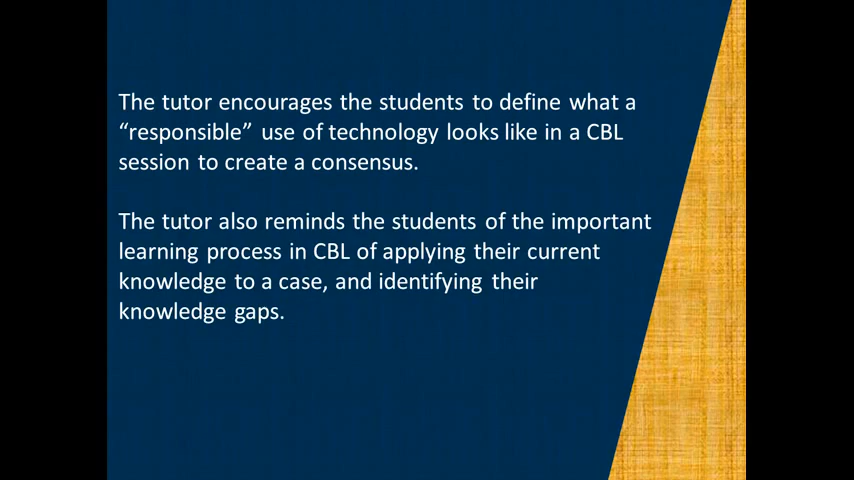 The tutor encourages the students to define what a
“responsible” use of technology looks like in a CBL
session to create a consensus.
The tutor also reminds the students of the important
learning process in CBL of applying their current
knowledge to a case, and identifying their
knowledge gaps.